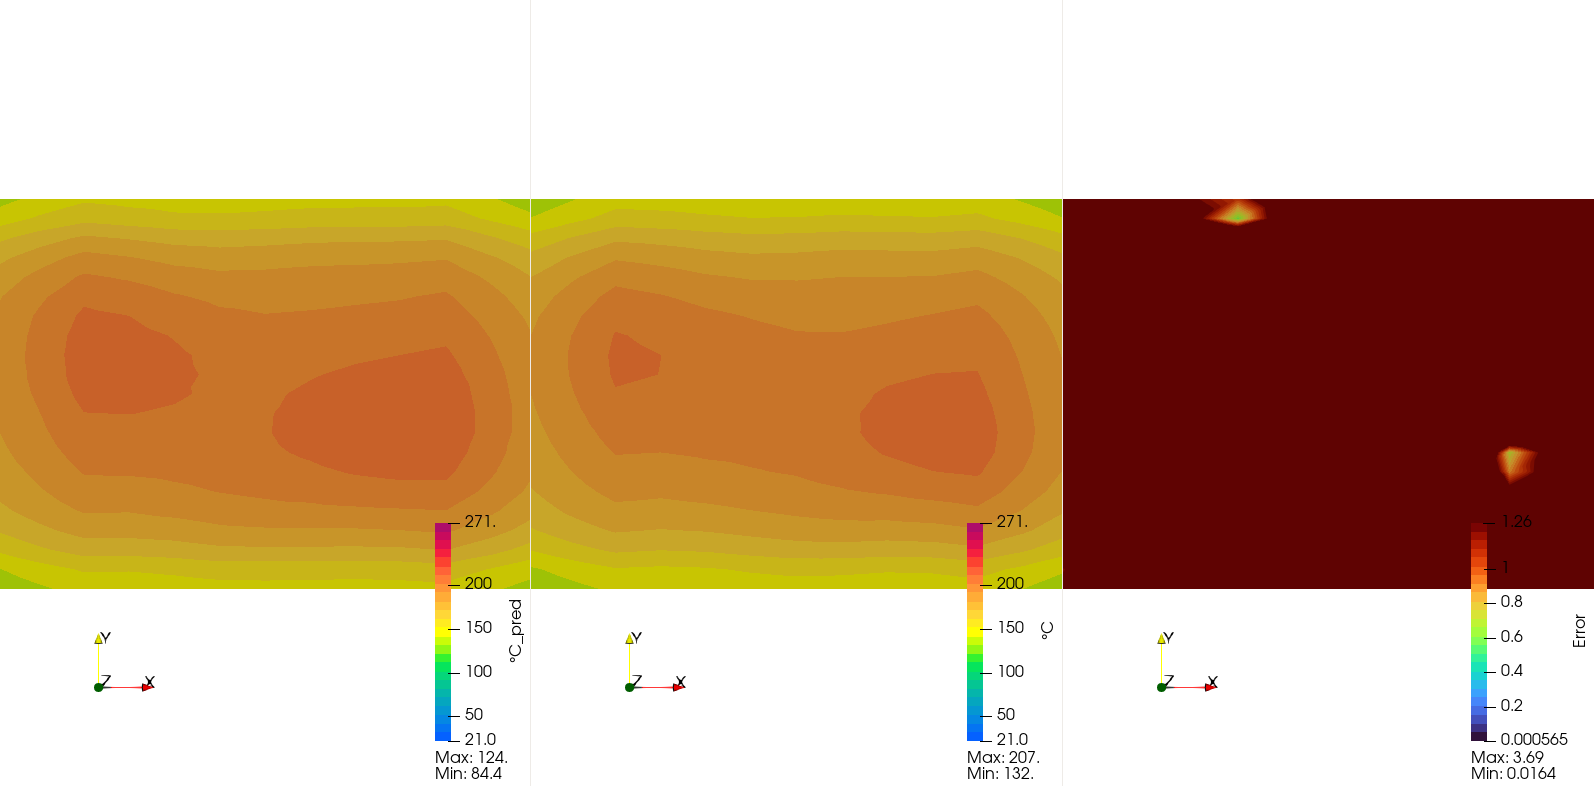 271.
200
150
100
50
21.0
°C_pred
Max: 124.
Min: 84.4
Y
Z
X
271.
200
150
100
50
21.0
°C
Max: 207.
Min: 132.
Y
Z
X
1.26
1
0.8
0.6
0.4
0.2
0.000565
Error
Max: 3.69
Min: 0.0164
Y
Z
X